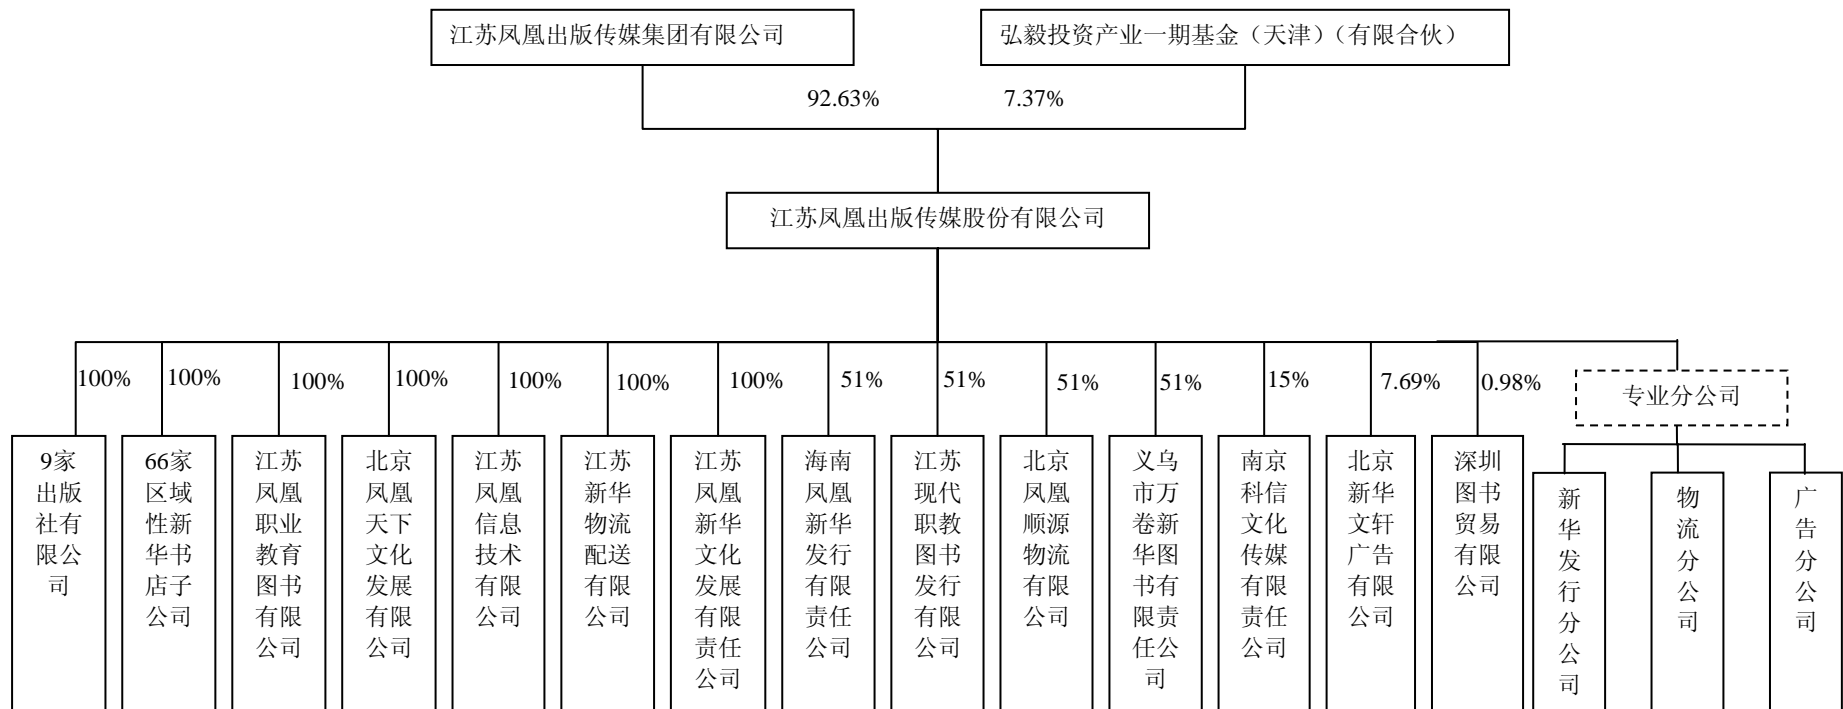 江苏凤凰出版传媒集团有限公司
弘毅投资产业一期基金（天津）（有限合伙）
92.63%
7.37%
江苏凤凰出版传媒股份有限公司
100%
100%
100%
100%
100%
100%
100%
51%
51%
51%
51%
15%
7.69%
0.98%
专业分公司
9家
出版
社有
限公
司
66家
区域
性新
华书
店子
公司
江苏
凤凰
职业
教育
图书
有限
公司
北京
凤凰
天下
文化
发展
有限
公司
江苏
凤凰
信息
技术
有限
公司
江苏
新华
物流
配送
有限
公司
江苏
凤凰
新华
文化
发展
有限
责任
公司
海南
凤凰
新华
发行
有限
责任
公司
江苏
现代
职教
图书
发行
有限
公司
北京
凤凰
顺源
物流
有限
公司
义乌
市万
卷新
华图
书有
限责
任公
司
南京
科信
文化
传媒
有限
责任
公司
北京
新华
文轩
广告
有限
公司
深圳
图书
贸易
有限
公司
新
华
发
行
分
公
司
物
流
分
公
司
广
告
分
公
司